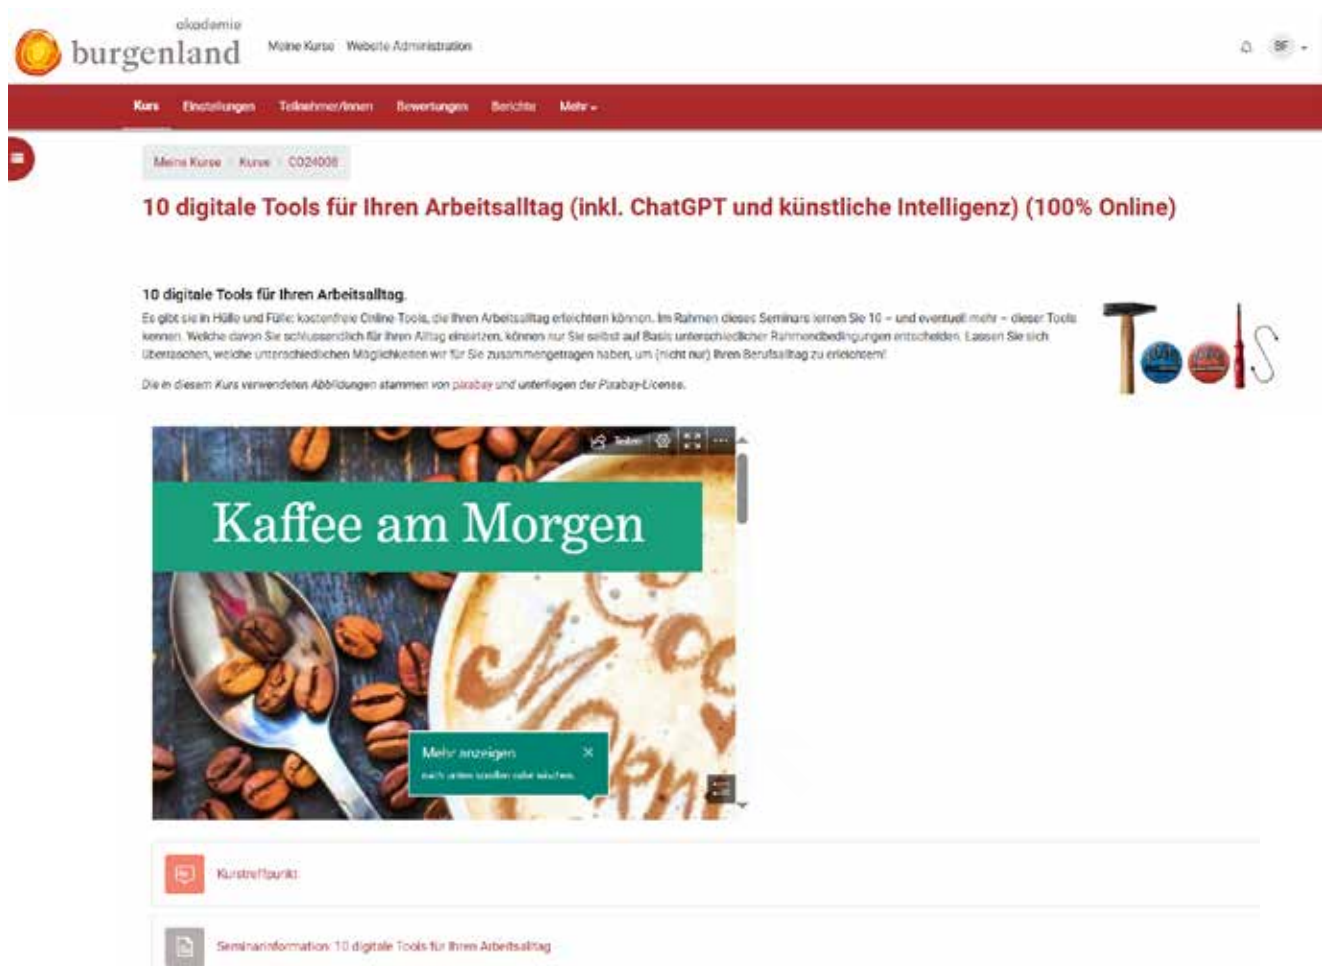 akademie
burgenland
Meine Kurse Website Administration
BF
Kurs Einstellungen Teilnehmer/innen Bewertungen Berichte Mehr
Meine Kurse Kurse CO24008
10 digitale Tools für Ihren Arbeitsalltag (inkl. ChatGPT und künstliche Intelligenz) (100% Online)
10 digitale Tools für Ihren Arbeitsalltag.
Es gibt sie in Hülle und Fülle: kostenfreie Online-Tools, die Ihren Arbeitsalltag erleichtern können. Im Rahmen dieses Seminars lernen Sie 10 – und eventuell mehr – dieser Tools
kennen. Welche davon Sie schlussendlich für Ihren Alltag einsetzen, können nur Sie selbst auf Basis unterschiedlicher Rahmenbedingungen entscheiden. Lassen Sie sich
überraschen, welche unterschiedlichen Möglichkeiten wir für Sie zusammengetragen haben, um (nicht nur) Ihren Berufsalltag zu erleichtern!
Die in diesem Kurs verwendeten Abbildungen stammen von pixabay und unterliegen der Pixabay-License.
Teilen
Kaffee am Morgen
Mehr anzeigen
nach unten scrollen oder wischen.
Kurstreffpunkt
Seminarinformation: 10 digitale Tools für Ihren Arbeitsalltag